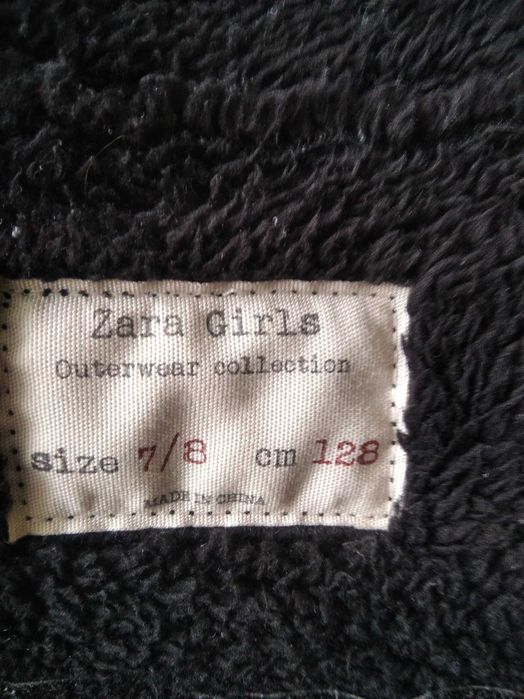 Zara Girls
Outerwear collection
size 7/8 cm 128
MADE IN CHINA